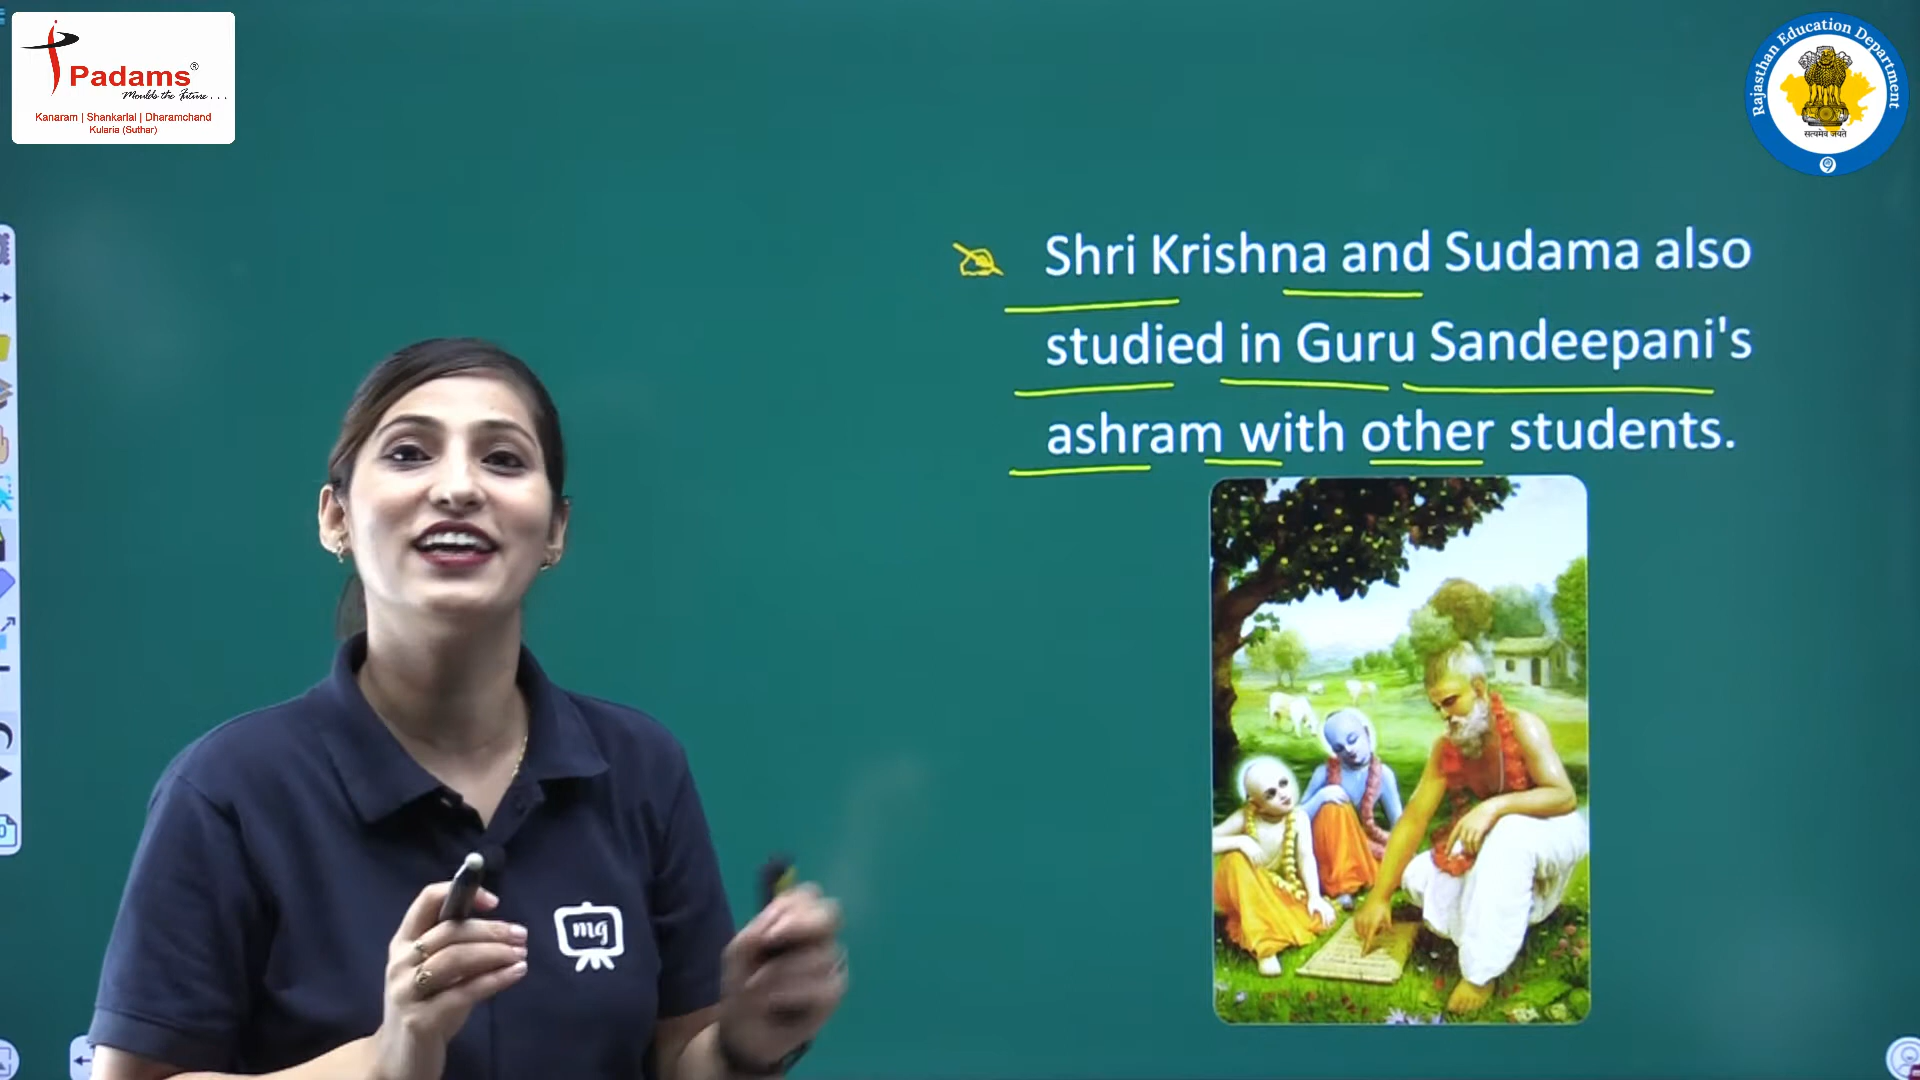 Padams®
Moulds the Future . . .
Kanaram | Shankarlal | Dharamchand
Kularia (Suthar)
Rajasthan Education Department
सत्यमेव जयते
Shri Krishna and Sudama also
studied in Guru Sandeepani's
ashram with other students.
mg